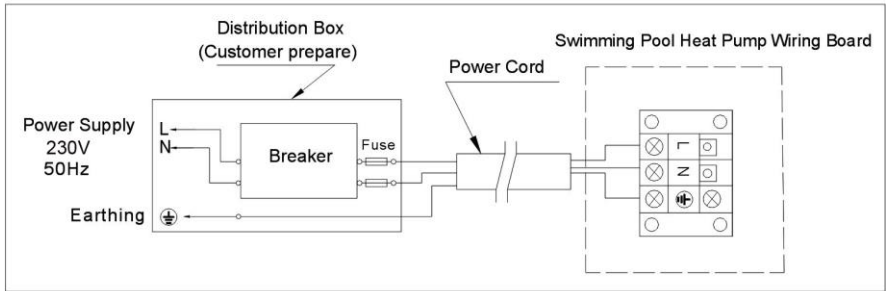 Distribution Box
(Customer prepare)
Swimming Pool Heat Pump Wiring Board
Power Cord
Power Supply
230V
50Hz
L
N
Breaker
Fuse
Earthing
L
N